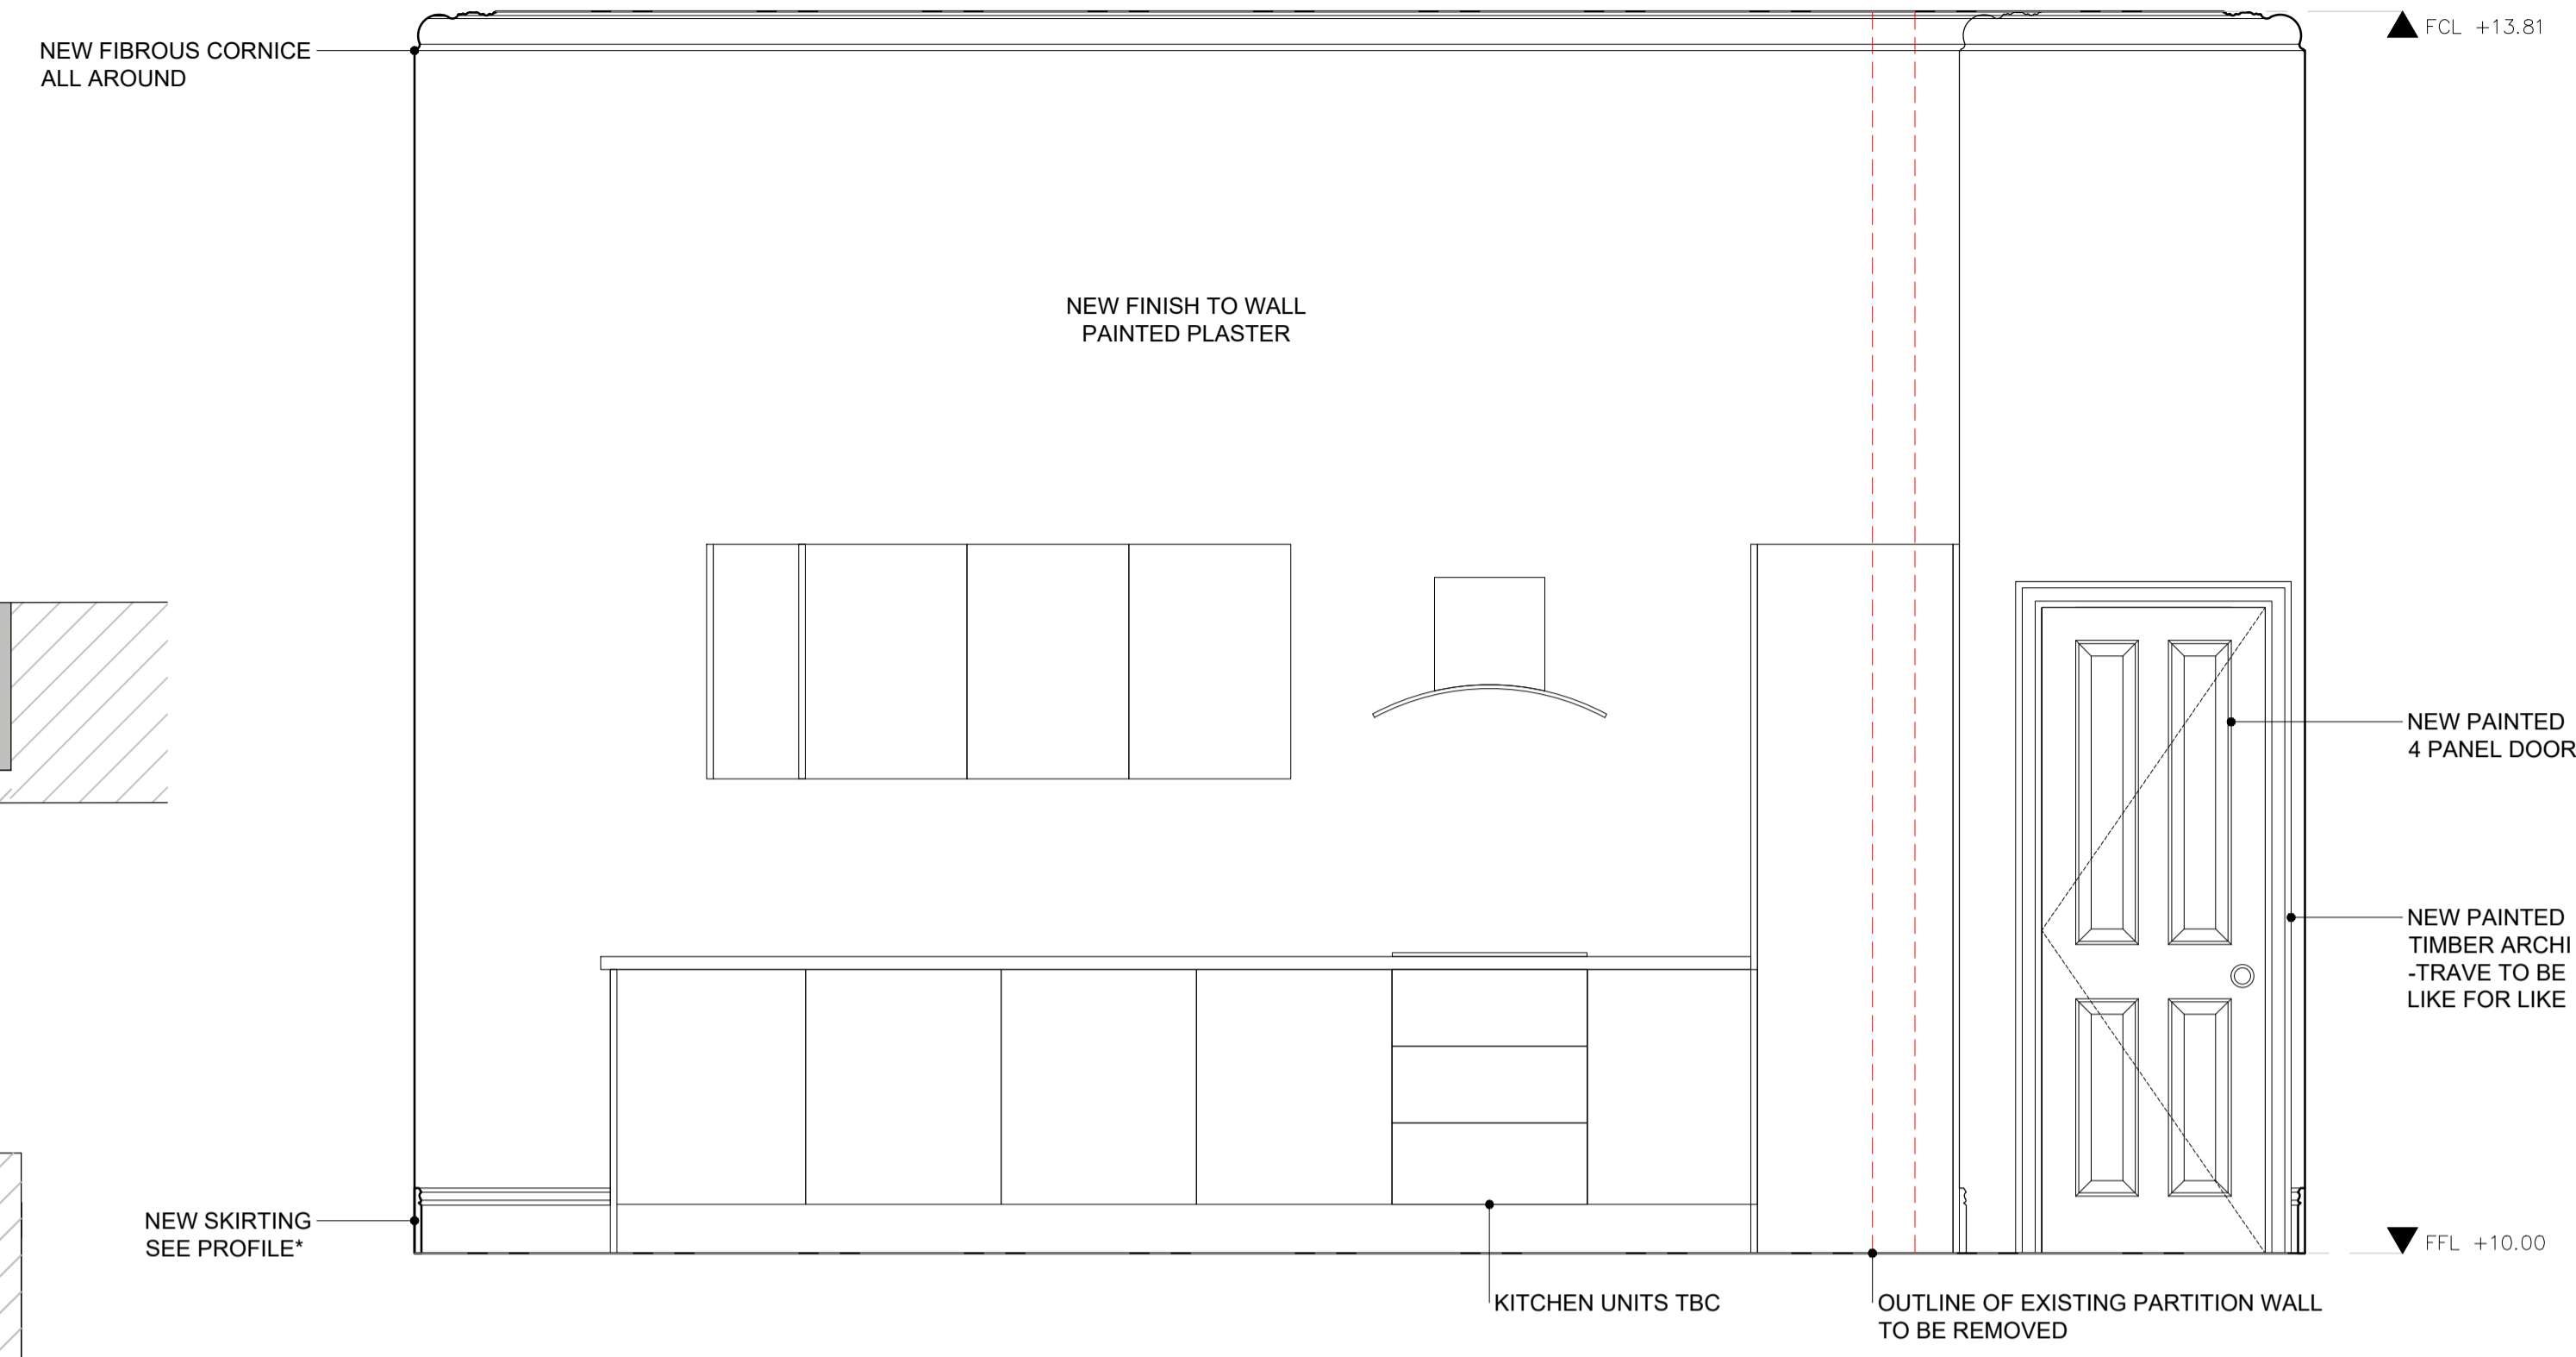 FCL +13.81
NEW FIBROUS CORNICE
ALL AROUND
NEW FINISH TO WALL
PAINTED PLASTER
NEW PAINTED
4 PANEL DOOR
NEW PAINTED
TIMBER ARCHI
-TRAVE TO BE
LIKE FOR LIKE
NEW SKIRTING
SEE PROFILE*
FFL +10.00
KITCHEN UNITS TBC
OUTLINE OF EXISTING PARTITION WALL
TO BE REMOVED